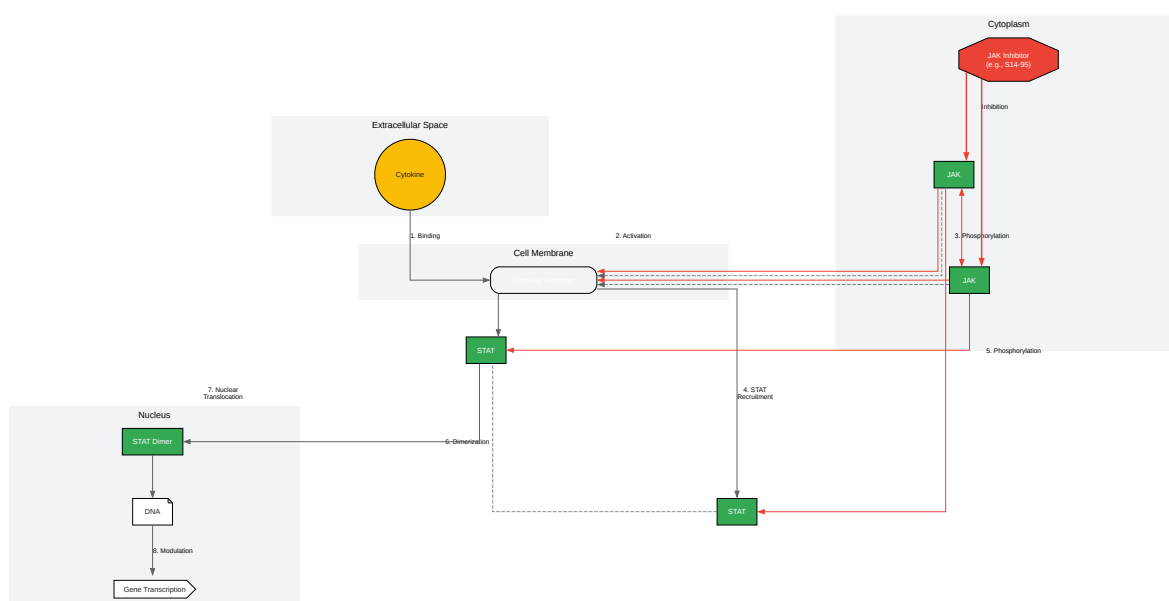 Cytoplasm
JAK Inhibitor
(e.g., S14-95)
Inhibition
Extracellular Space
Cytokine
JAK
1. Binding
2. Activation
3. Phosphorylation
Cell Membrane
JAK
STAT
5. Phosphorylation
7. Nuclear
Translocation
4. STAT
Recruitment
Nucleus
STAT Dimer
6. Dimerization
DNA
STAT
8. Modulation
Gene Transcription